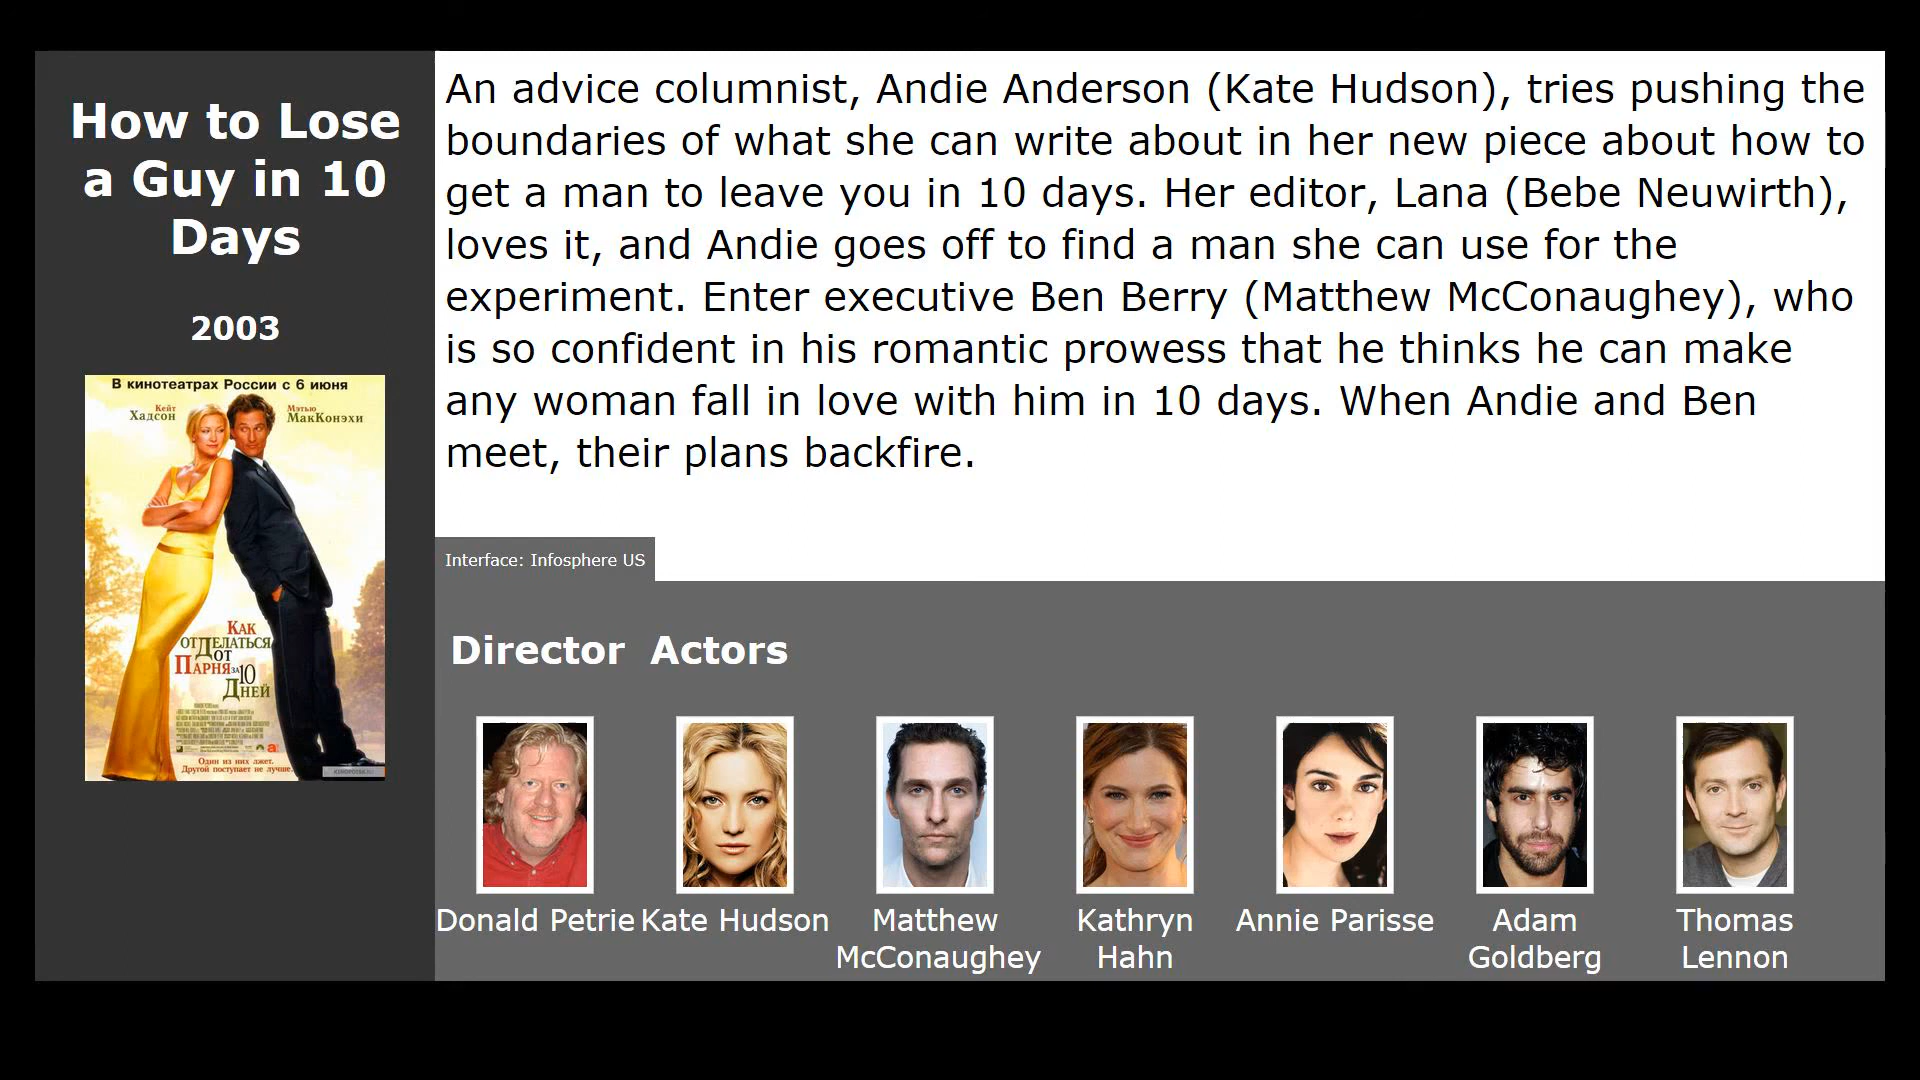 How to Lose
a Guy in 10
Days
2003
В кинотеатрах России с 6 июня
Кейт
Хадсон
Мэтью
МакКонэхи
Как
отДелаться
от
Парня за 10
Дней
Один из них лжет.
Другой поступает не лучше.
An advice columnist, Andie Anderson (Kate Hudson), tries pushing the
boundaries of what she can write about in her new piece about how to
get a man to leave you in 10 days. Her editor, Lana (Bebe Neuwirth),
loves it, and Andie goes off to find a man she can use for the
experiment. Enter executive Ben Berry (Matthew McConaughey), who
is so confident in his romantic prowess that he thinks he can make
any woman fall in love with him in 10 days. When Andie and Ben
meet, their plans backfire.
Interface: Infosphere US
Director Actors
Donald Petrie
Kate Hudson
Matthew
McConaughey
Kathryn
Hahn
Annie Parisse
Adam
Goldberg
Thomas
Lennon